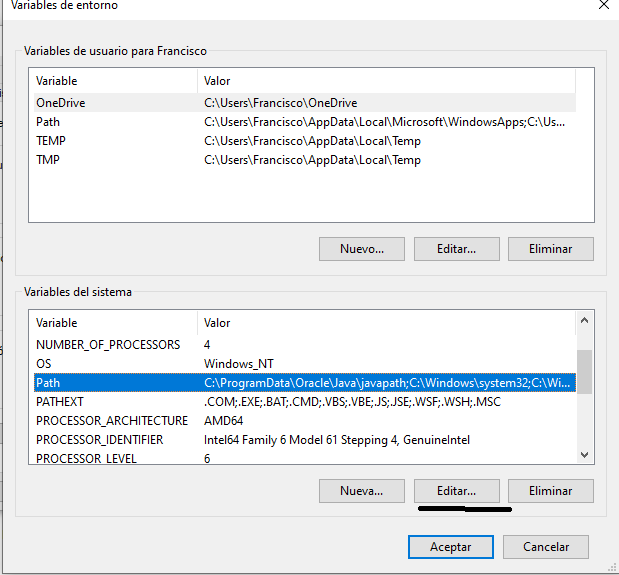 Variables de entorno
Variables de usuario para Francisco
Variable Valor
OneDrive C:\Users\Francisco\OneDrive
Path C:\Users\Francisco\AppData\Local\Microsoft\WindowsApps;C:\Us...
TEMP C:\Users\Francisco\AppData\Local\Temp
TMP C:\Users\Francisco\AppData\Local\Temp
Nuevo... Editar... Eliminar
Variables del sistema
Variable Valor
NUMBER_OF_PROCESSORS 4
OS Windows_NT
Path C:\ProgramData\Oracle\Java\javapath;C:\Windows\system32;C:\Wi...
PATHEXT .COM;.EXE;.BAT;.CMD;.VBS;.VBE;.JS;.JSE;.WSF;.WSH;.MSC
PROCESSOR_ARCHITECTURE AMD64
PROCESSOR_IDENTIFIER Intel64 Family 6 Model 61 Stepping 4, GenuineIntel
PROCESSOR_LEVEL 6
Nueva... Editar... Eliminar
Aceptar Cancelar